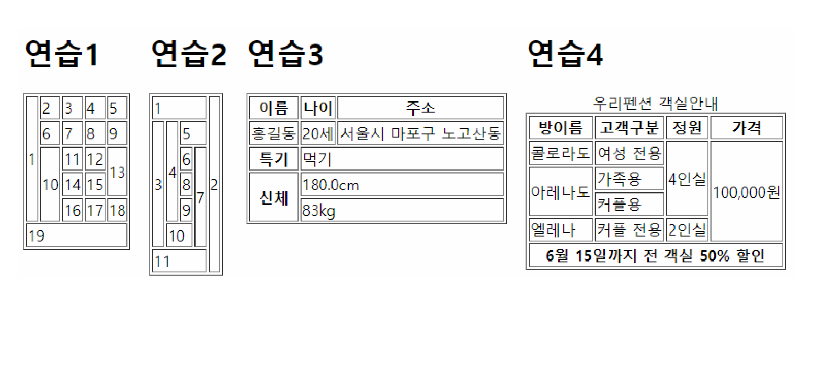 연습1 연습2 연습3 연습4
1 2 3 4 5
6 7 8 9
10 11 12 13
14 15
16 17 18
19
1 2
3 4 5
6 7
8
9
10
11
이름 나이 주소
홍길동 20세 서울시 마포구 노고산동
특기 먹기
신체 180.0cm
83kg
우리펜션 객실안내
방이름 고객구분 정원 가격
콜로라도 여성 전용 4인실 100,000원
아레나도 가족용
커플용
엘레나 커플 전용 2인실
6월 15일까지 전 객실 50% 할인